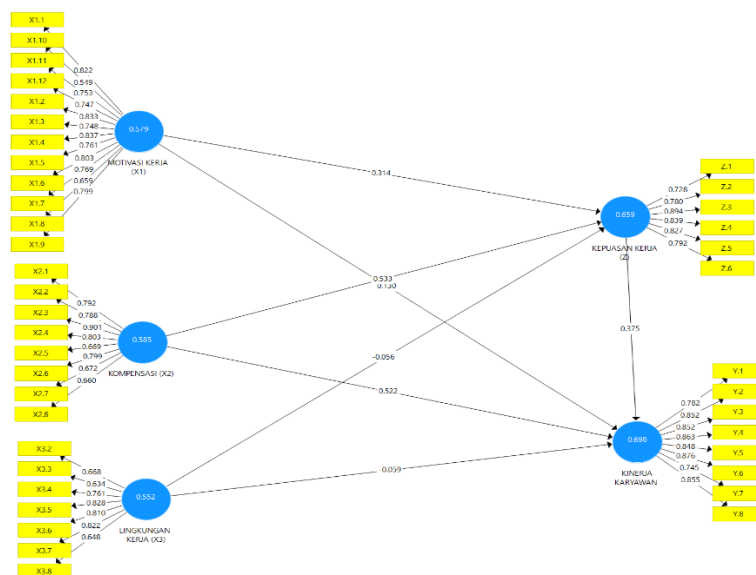 X1.1
X1.10
X1.11
X1.12
X1.2
X1.3
X1.4
X1.5
X1.6
X1.7
X1.8
X1.9
0.822
0.549
0.753
0.747
0.833
0.748
0.837
0.761
0.803
0.769
0.659
0.799
0.579
MOTIVASI KERJA
(X1)
X2.1
X2.2
X2.3
X2.4
X2.5
X2.6
X2.7
X2.8
0.792
0.788
0.901
0.803
0.669
0.799
0.672
0.660
0.585
KOMPENSASI (X2)
X3.2
X3.3
X3.4
X3.5
X3.6
X3.7
X3.8
0.668
0.634
0.761
0.828
0.810
0.822
0.648
0.552
LINGKUNGAN
KERJA (X3)
0.314
0.533
0.130
-0.056
0.522
0.375
0.659
KEPUASAN KERJA
(Z)
0.728
0.780
0.894
0.839
0.827
0.792
Z.1
Z.2
Z.3
Z.4
Z.5
Z.6
KINERJA
KARYAWAN
0.782
0.852
0.852
0.863
0.848
0.876
0.745
0.855
Y.1
Y.2
Y.3
Y.4
Y.5
Y.6
Y.7
Y.8